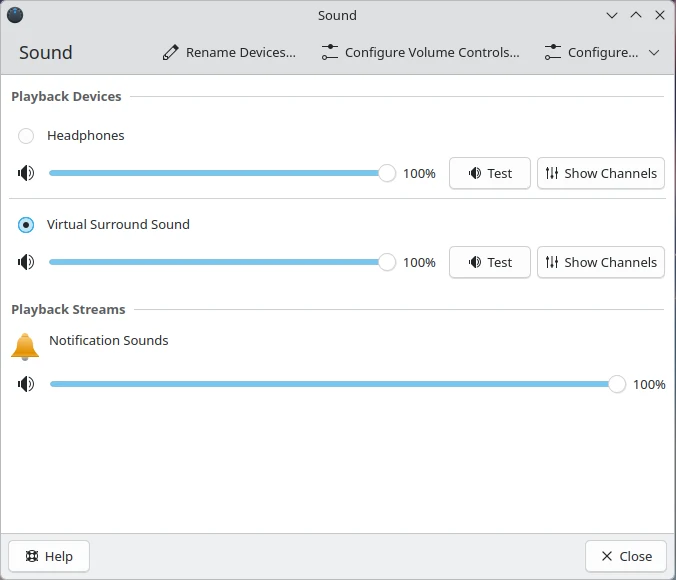 Sound
Sound Rename Devices... Configure Volume Controls... Configure...
Playback Devices
Headphones
100% Test Show Channels
Virtual Surround Sound
100% Test Show Channels
Playback Streams
Notification Sounds
100%
Help Close